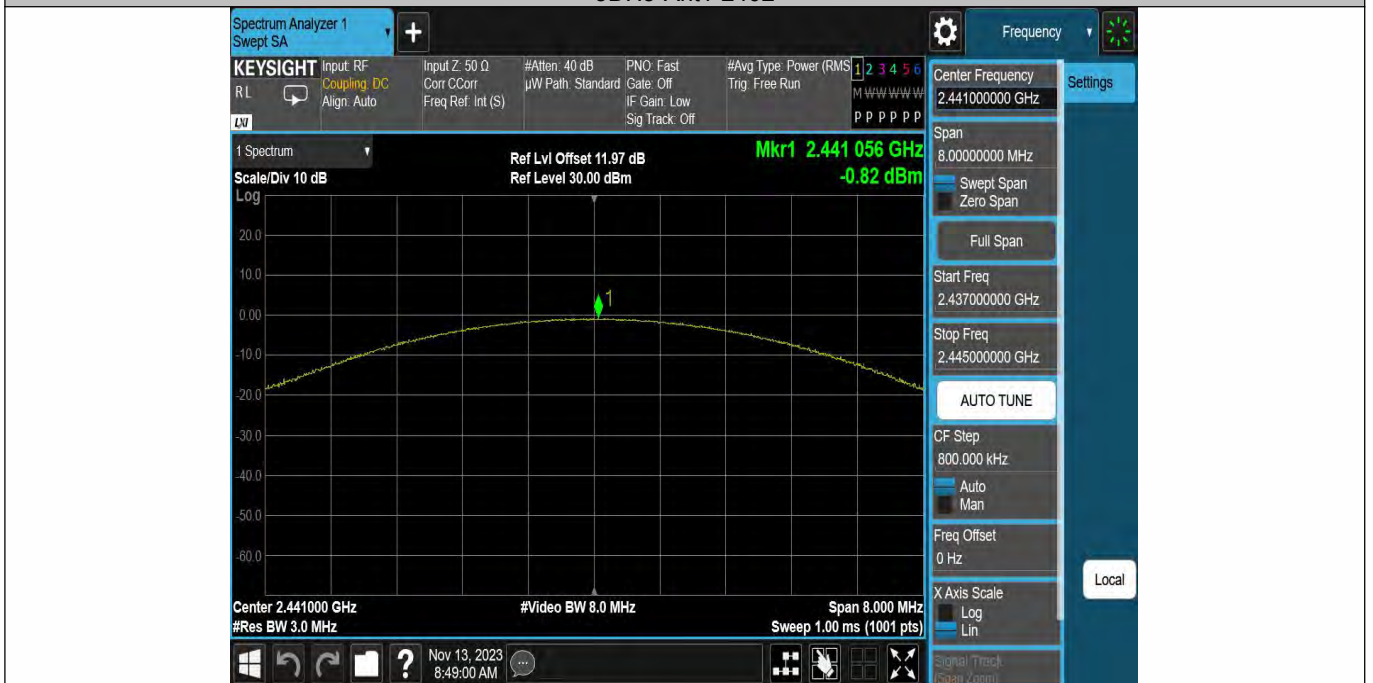 Spectrum Analyzer 1
Swept SA
+
Frequency
KEYSIGHT
RL
LXI
Input: RF
Coupling: DC
Align: Auto
Input Z: 50 Ω
Corr CCorr
Freq Ref: Int (S)
#Atten: 40 dB
µW Path: Standard
PNO: Fast
Gate: Off
IF Gain: Low
Sig Track: Off
#Avg Type: Power (RMS
Trig: Free Run
1 2 3 4 5 6
M W W W W W
P P P P P P
1 Spectrum
Scale/Div 10 dB
Ref Lvl Offset 11.97 dB
Ref Level 30.00 dBm
Mkr1 2.441 056 GHz
-0.82 dBm
Log
20.0
10.0
0.00
-10.0
-20.0
-30.0
-40.0
-50.0
-60.0
1
Center 2.441000 GHz
#Res BW 3.0 MHz
#Video BW 8.0 MHz
Span 8.000 MHz
Sweep 1.00 ms (1001 pts)
Center Frequency
2.441000000 GHz
Settings
Span
8.00000000 MHz
Swept Span
Zero Span
Full Span
Start Freq
2.437000000 GHz
Stop Freq
2.445000000 GHz
AUTO TUNE
CF Step
800.000 kHz
Auto
Man
Freq Offset
0 Hz
X Axis Scale
Log
Lin
Local
Signal Track
(Span Zoom)
?
Nov 13, 2023
8:49:00 AM